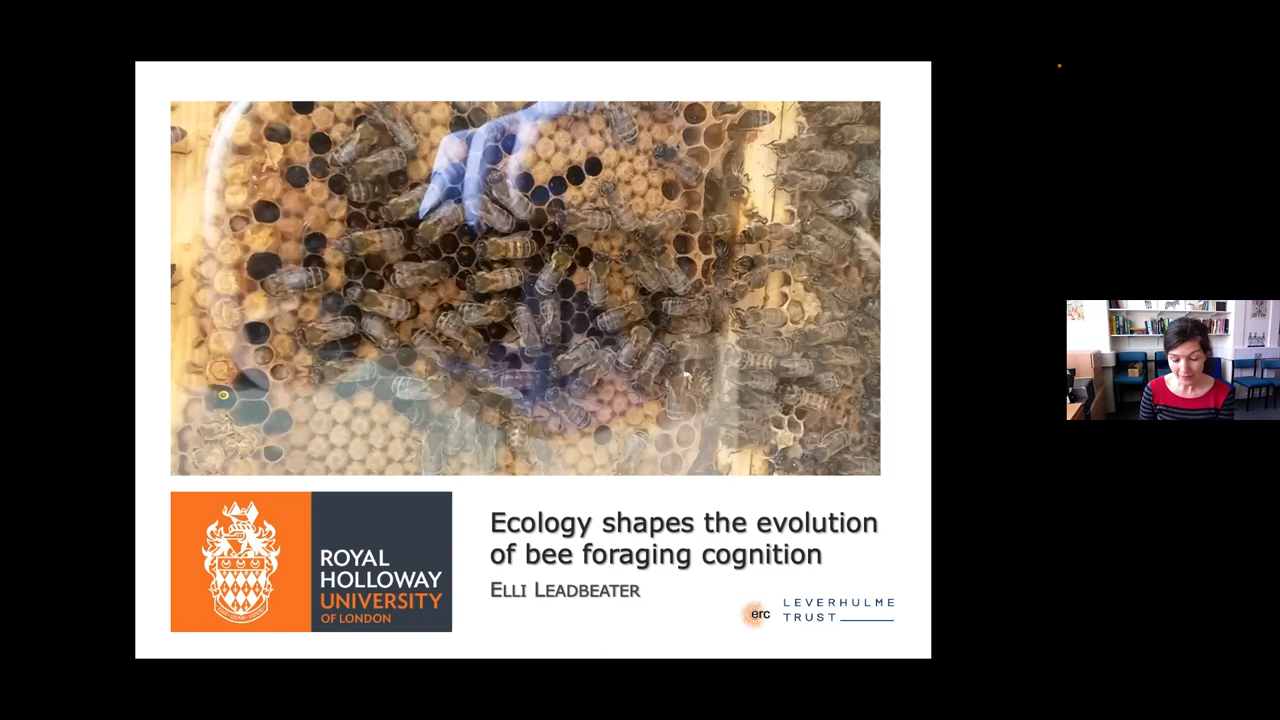 ROYAL
HOLLOWAY
UNIVERSITY
OF LONDON
Ecology shapes the evolution
of bee foraging cognition
ELLI LEADBEATER
erc
LEVERHULME
TRUST